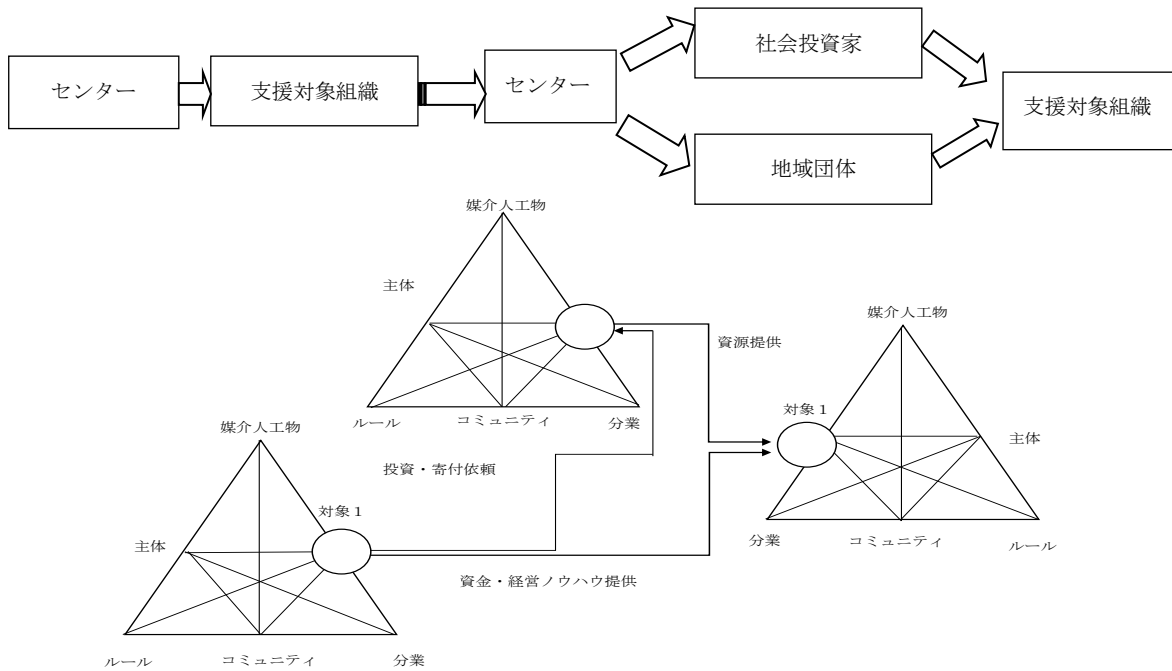 センター
支援対象組織
センター
社会投資家
地域団体
支援対象組織
媒介人工物
主体
ルール
コミュニティ
分業
資源提供
媒介人工物
対象１
主体
分業
コミュニティ
ルール
投資・寄付依頼
媒介人工物
対象１
主体
資金・経営ノウハウ提供
ルール
コミュニティ
分業